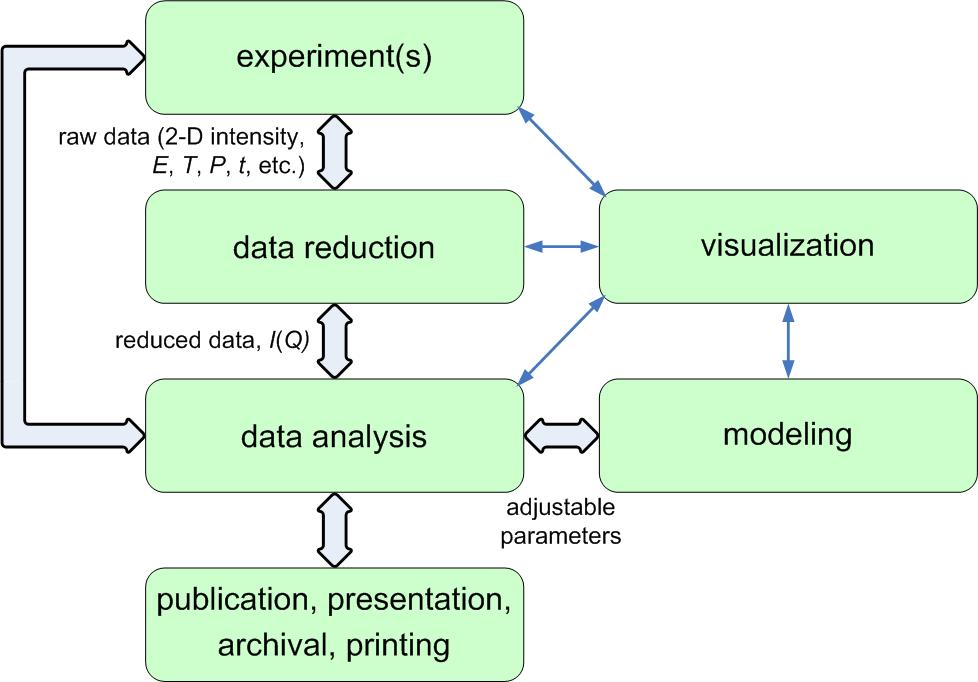 experiment(s)
raw data (2-D intensity,
E, T, P, t, etc.)
data reduction
visualization
reduced data, I(Q)
data analysis
modeling
adjustable
parameters
publication, presentation,
archival, printing